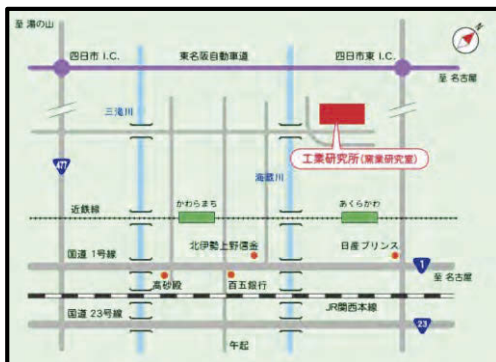 至 湯の山
四日市 I.C.
東名阪自動車道
四日市東 I.C.
至 名古屋
三滝川
工業研究所(窯業研究室)
海蔵川
477
近鉄線
かわらまち
あくらかわ
北伊勢上野信金
日産プリンス
国道 1号線
1
高砂殿
百五銀行
至 名古屋
JR関西本線
国道 23号線
23
午起